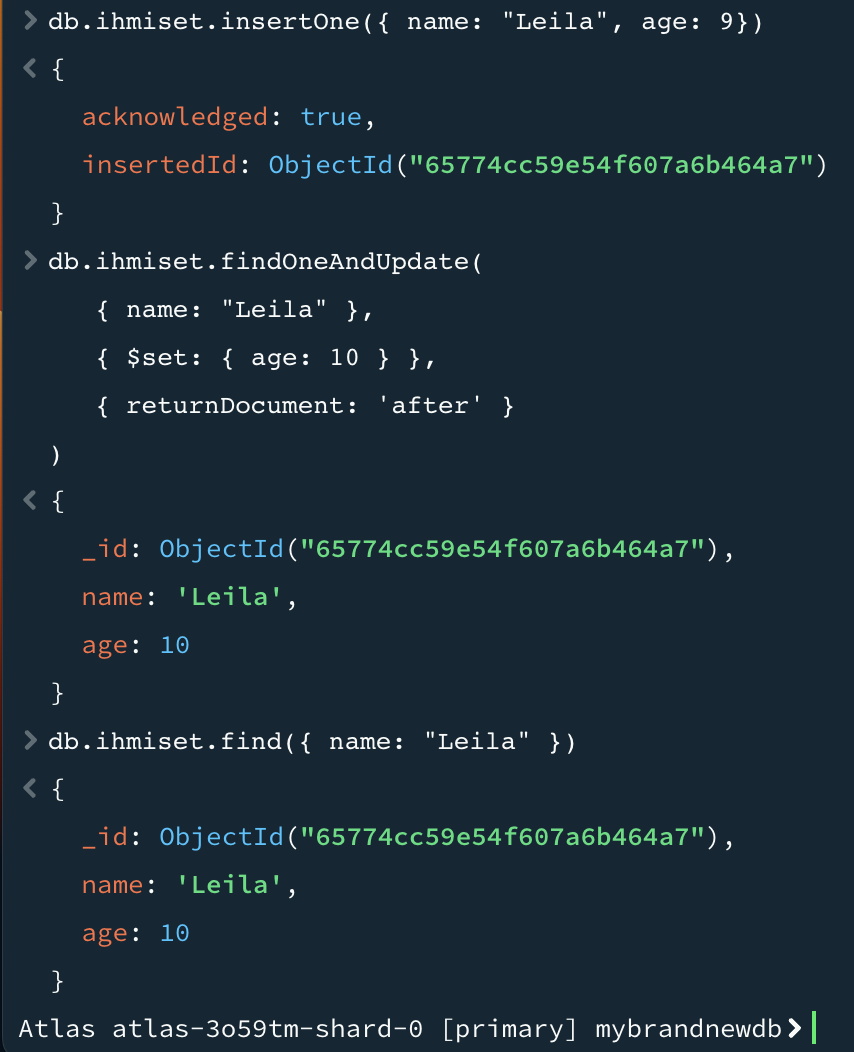 > db.ihmiset.insertOne({ name: "Leila", age: 9})
< {
acknowledged: true,
insertedId: ObjectId("65774cc59e54f607a6b464a7")
}
> db.ihmiset.findOneAndUpdate(
{ name: "Leila" },
{ $set: { age: 10 } },
{ returnDocument: 'after' }
)
< {
_id: ObjectId("65774cc59e54f607a6b464a7"),
name: 'Leila',
age: 10
}
> db.ihmiset.find({ name: "Leila" })
< {
_id: ObjectId("65774cc59e54f607a6b464a7"),
name: 'Leila',
age: 10
}
Atlas atlas-3o59tm-shard-0 [primary] mybrandnewdb>